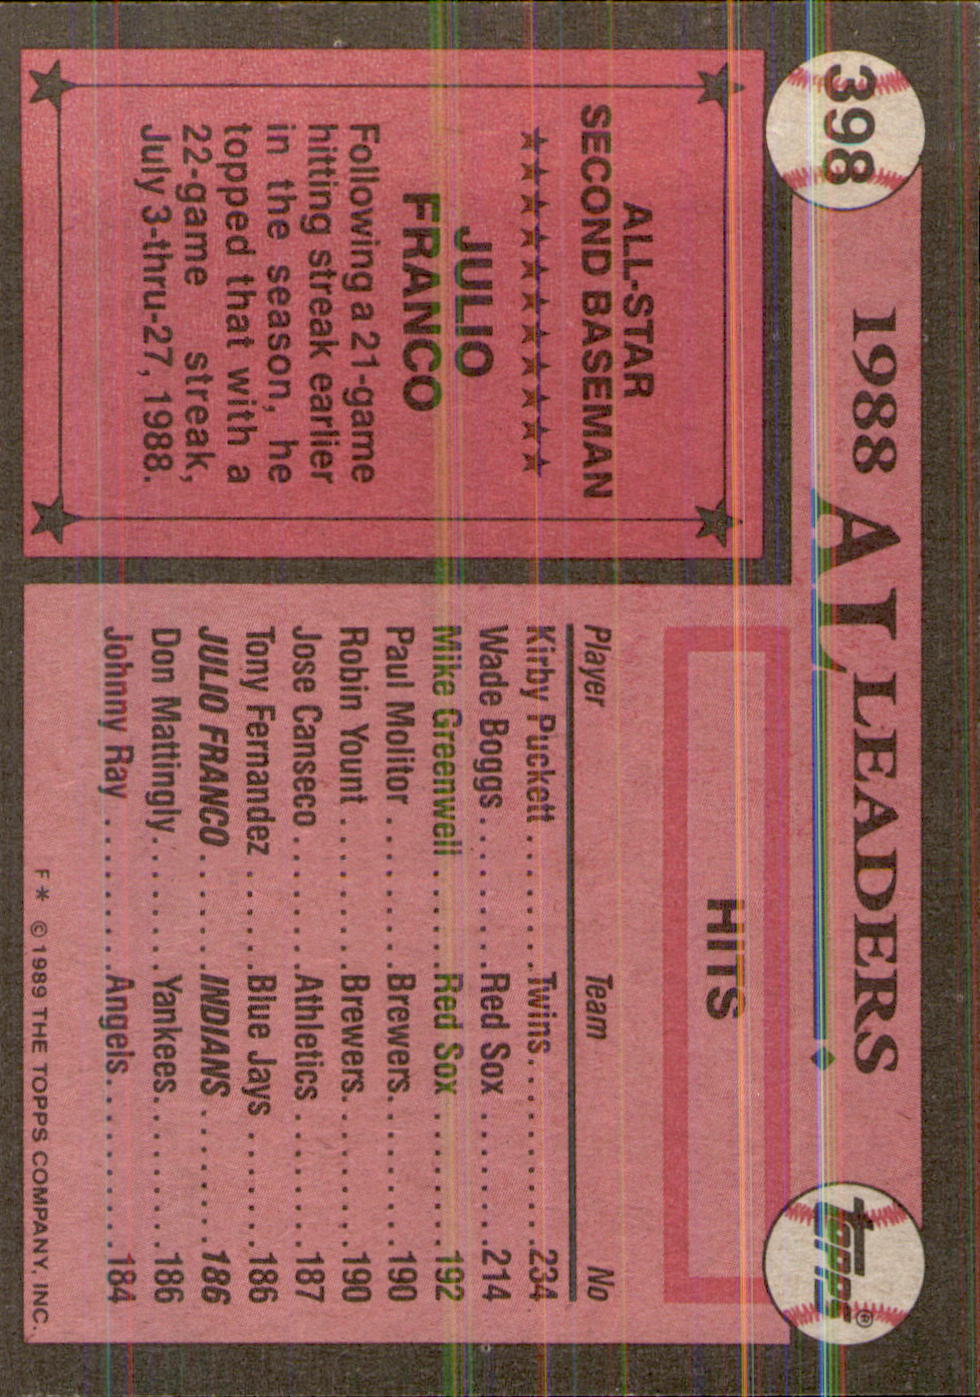 398
1988 AL LEADERS
topps®
ALL-STAR
SECOND BASEMAN
JULIO
FRANCO
Following a 21-game
hitting streak earlier
in the season, he
topped that with a
22-game streak,
July 3-thru-27, 1988.
HITS
Player Team No
Kirby Puckett ........ Twins ............ 234
Wade Boggs ........ Red Sox ........ 214
Mike Greenwell ...... Red Sox ........ 192
Paul Molitor ......... Brewers ......... 190
Robin Yount ......... Brewers ......... 190
Jose Canseco ........ Athletics ........ 187
Tony Fernandez ...... Blue Jays ....... 186
JULIO FRANCO ...... INDIANS ........ 186
Don Mattingly ........ Yankees ......... 186
Johnny Ray .......... Angels ........... 184
F* ©1989 THE TOPPS COMPANY, INC.